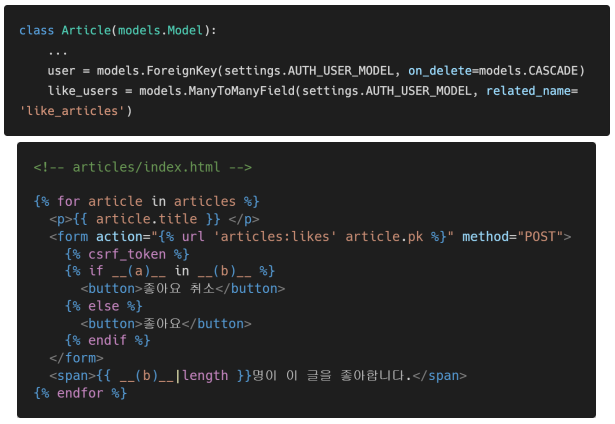 class Article(models.Model):
...
user = models.ForeignKey(settings.AUTH_USER_MODEL, on_delete=models.CASCADE)
like_users = models.ManyToManyField(settings.AUTH_USER_MODEL, related_name=
'like_articles')
<!-- articles/index.html -->
{% for article in articles %}
<p>{{ article.title }} </p>
<form action="{% url 'articles:likes' article.pk %}" method="POST">
{% csrf_token %}
{% if __(a)__ in __(b)__ %}
<button>좋아요 취소</button>
{% else %}
<button>좋아요</button>
{% endif %}
</form>
<span>{{ __(b)__|length }}명이 이 글을 좋아합니다.</span>
{% endfor %}